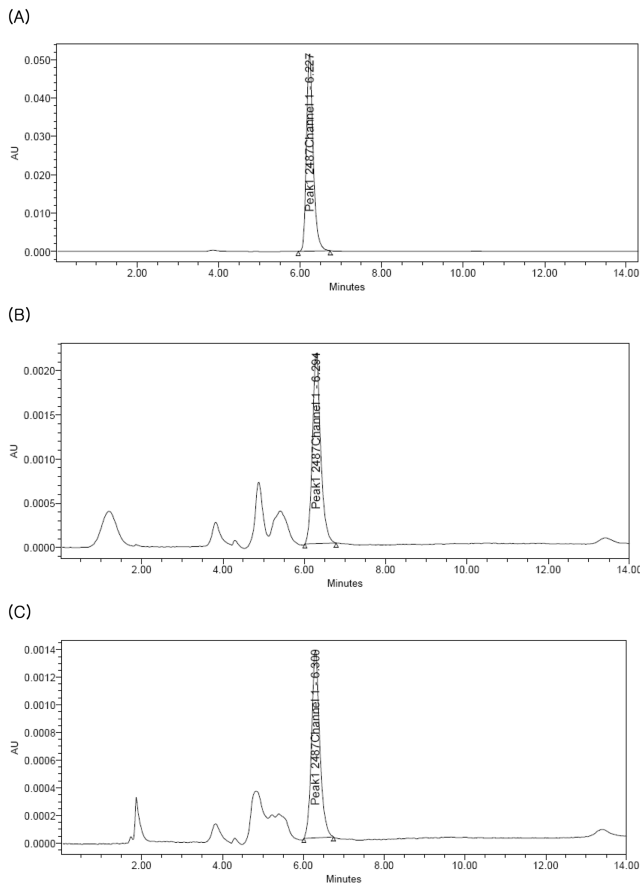 (A)
0.050
0.040
0.030
0.020
0.010
0.000
AU
Peak1 2487Channel 1 - 6.227
2.00 4.00 6.00 8.00 10.00 12.00 14.00
Minutes
(B)
0.0020
0.0015
0.0010
0.0005
0.0000
AU
Peak1 2487Channel 1 - 6.294
2.00 4.00 6.00 8.00 10.00 12.00 14.00
Minutes
(C)
0.0014
0.0012
0.0010
0.0008
0.0006
0.0004
0.0002
0.0000
AU
Peak1 2487Channel 1 - 6.300
2.00 4.00 6.00 8.00 10.00 12.00 14.00
Minutes